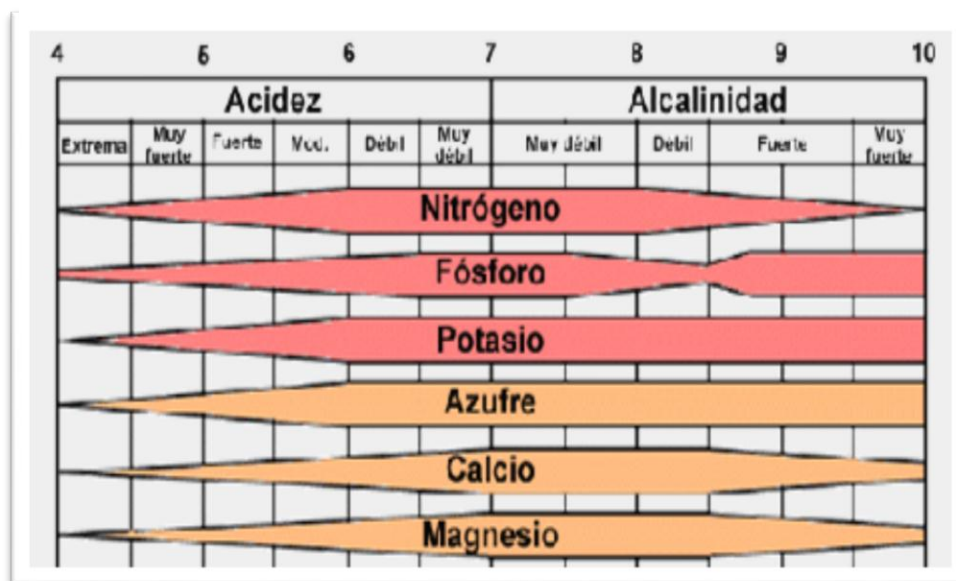 4 5 6 7 8 9 10
Acidez Alcalinidad
Extrema Muy fuerte Fuerte Mod. Débil Muy débil Muy débil Débil Fuerte Muy fuerte
Nitrógeno
Fósforo
Potasio
Azufre
Calcio
Magnesio